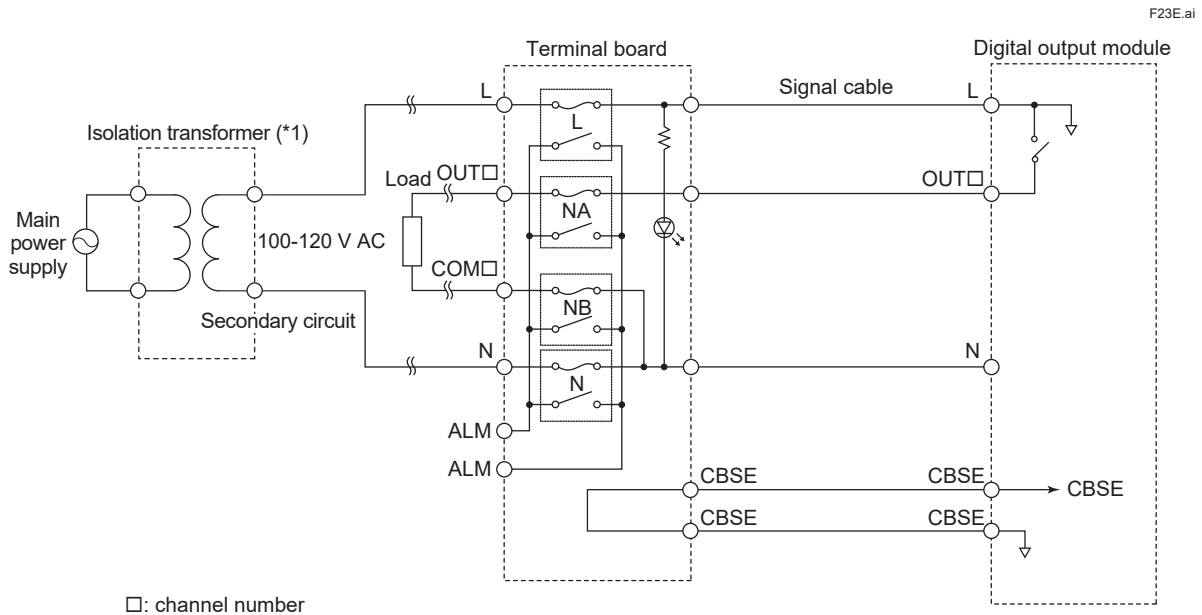 F23E.ai
Terminal board
Digital output module
L
Signal cable
L
Isolation transformer (*1)
L
Load
OUT□
OUT□
NA
Main
power
supply
100-120 V AC
COM□
NB
Secondary circuit
N
N
N
ALM
ALM
CBSE
CBSE
CBSE
CBSE
CBSE
□: channel number